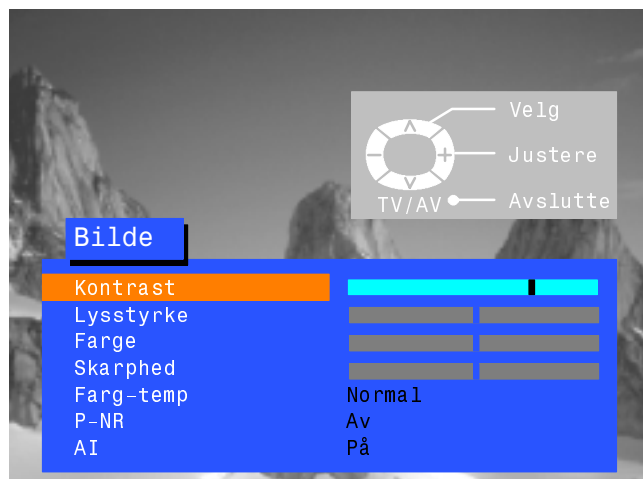 Velg
Justere
TV/AV Avslutte
Bilde
Kontrast
Lysstyrke
Farge
Skarphed
Farg-temp Normal
P-NR Av
AI På